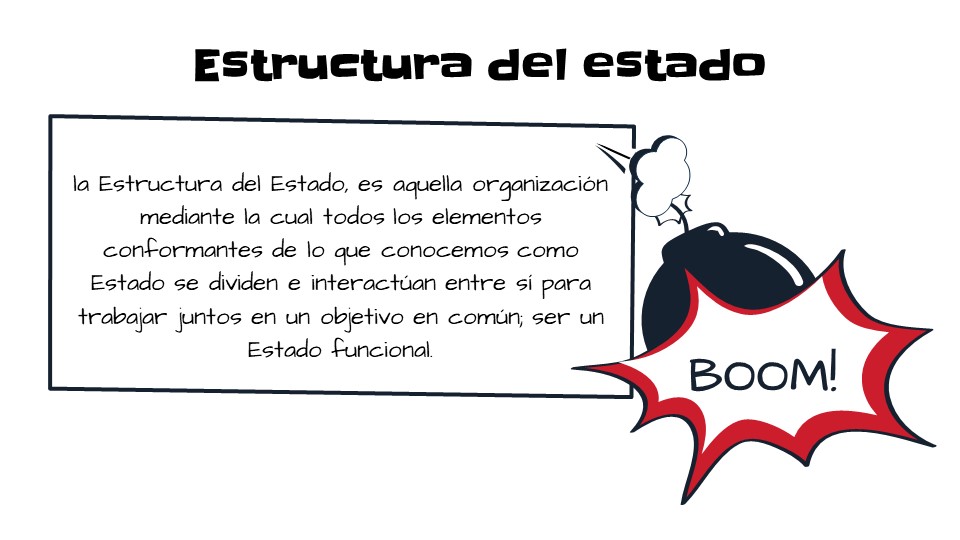 Estructura del estado
la Estructura del Estado, es aquella organización
mediante la cual todos los elementos
conformantes de lo que conocemos como
Estado se dividen e interactúan entre sí para
trabajar juntos en un objetivo en común; ser un
Estado funcional.
BOOM!